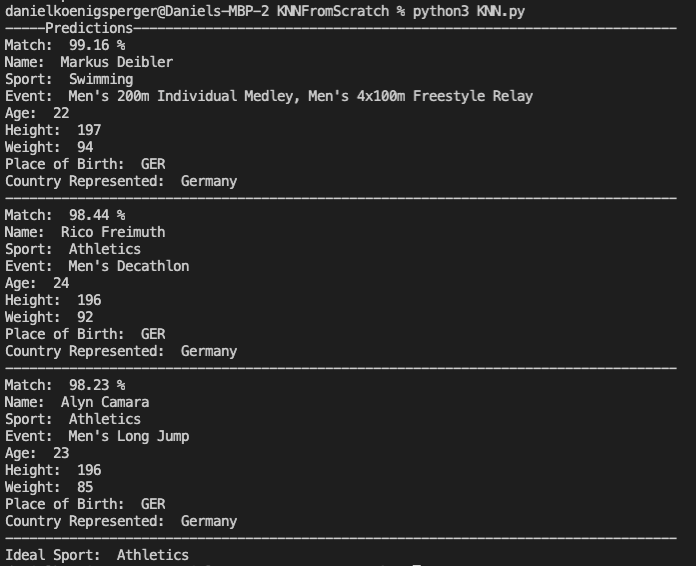 danielkoenigsperger@Daniels-MBP-2 KNNFromScratch % python3 KNN.py
-----Predictions-------------------------------------------------------------------
Match:  99.16 %
Name:  Markus Deibler
Sport:  Swimming
Event:  Men's 200m Individual Medley, Men's 4x100m Freestyle Relay
Age:  22
Height:  197
Weight:  94
Place of Birth:  GER
Country Represented:  Germany
------------------------------------------------------------------------------------
Match:  98.44 %
Name:  Rico Freimuth
Sport:  Athletics
Event:  Men's Decathlon
Age:  24
Height:  196
Weight:  92
Place of Birth:  GER
Country Represented:  Germany
------------------------------------------------------------------------------------
Match:  98.23 %
Name:  Alyn Camara
Sport:  Athletics
Event:  Men's Long Jump
Age:  23
Height:  196
Weight:  85
Place of Birth:  GER
Country Represented:  Germany
------------------------------------------------------------------------------------
Ideal Sport:  Athletics